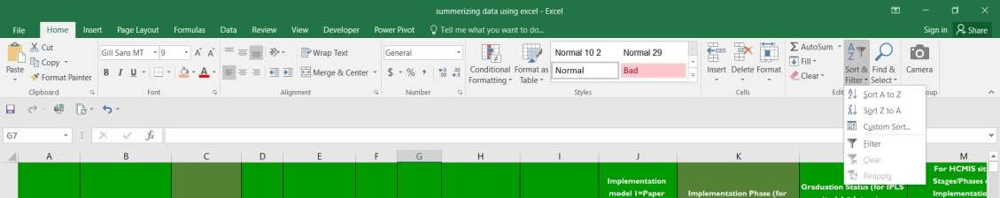 summerizing data using excel - Excel
File Home Insert Page Layout Formulas Data Review View Developer Power Pivot Tell me what you want to do... Sign in Share
Cut
Copy
Format Painter
Paste
Clipboard
Gill Sans MT 9
B I U
Font
Wrap Text
Merge & Center
Alignment
General
$ % ,
Number
Conditional Formatting
Format as Table
Normal 10 2 Normal 29
Normal Bad
Styles
Insert Delete Format
Cells
AutoSum
Fill
Clear
Sort & Filter
Find & Select
Camera
Sort A to Z
Sort Z to A
Custom Sort...
Filter
Clear
Reapply
G7 fx
A B C D E F G H I J K M
Implementation
model 1=Paper
Implementation Phase (for
Graduation Status (for IPLS
For HCMIS sit
Stages/Phases
Implementatio